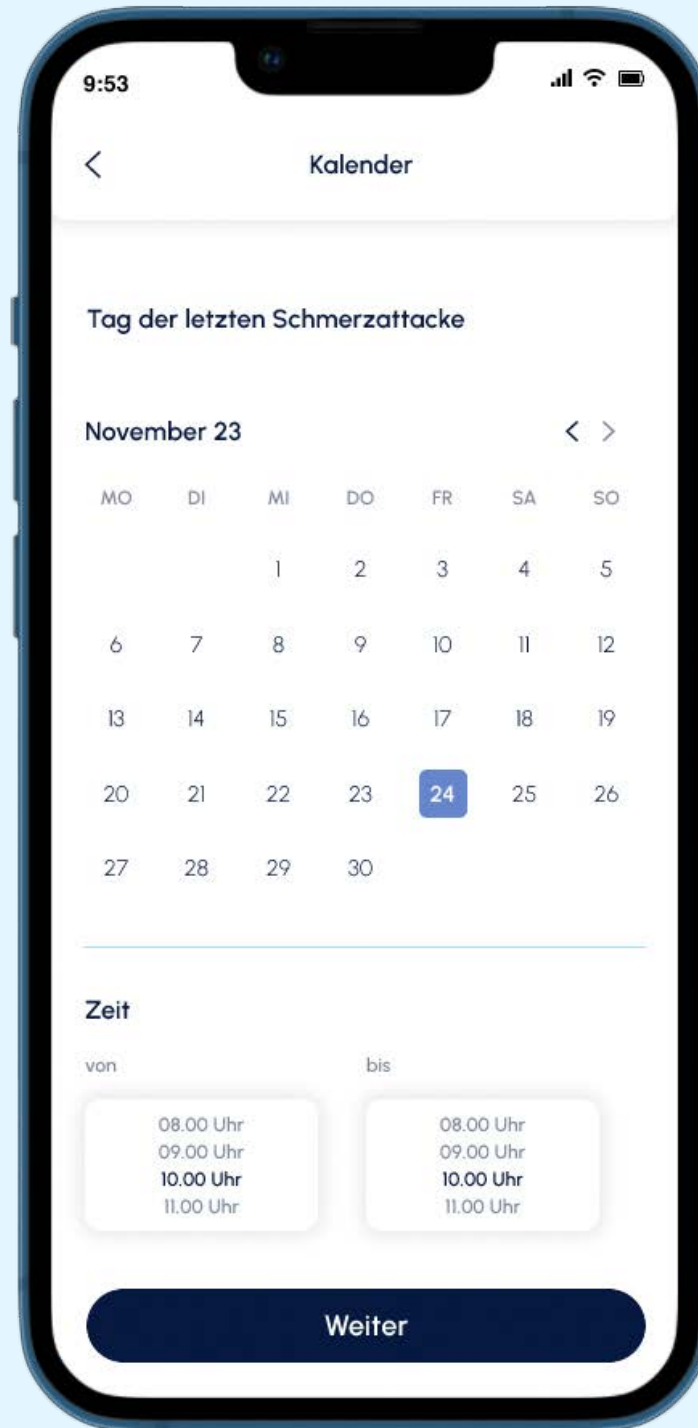 9:53
Kalender
Tag der letzten Schmerzattacke
November 23
MO DI MI DO FR SA SO
1 2 3 4 5
6 7 8 9 10 11 12
13 14 15 16 17 18 19
20 21 22 23 24 25 26
27 28 29 30
Zeit
von bis
08.00 Uhr 08.00 Uhr
09.00 Uhr 09.00 Uhr
10.00 Uhr 10.00 Uhr
11.00 Uhr 11.00 Uhr
Weiter